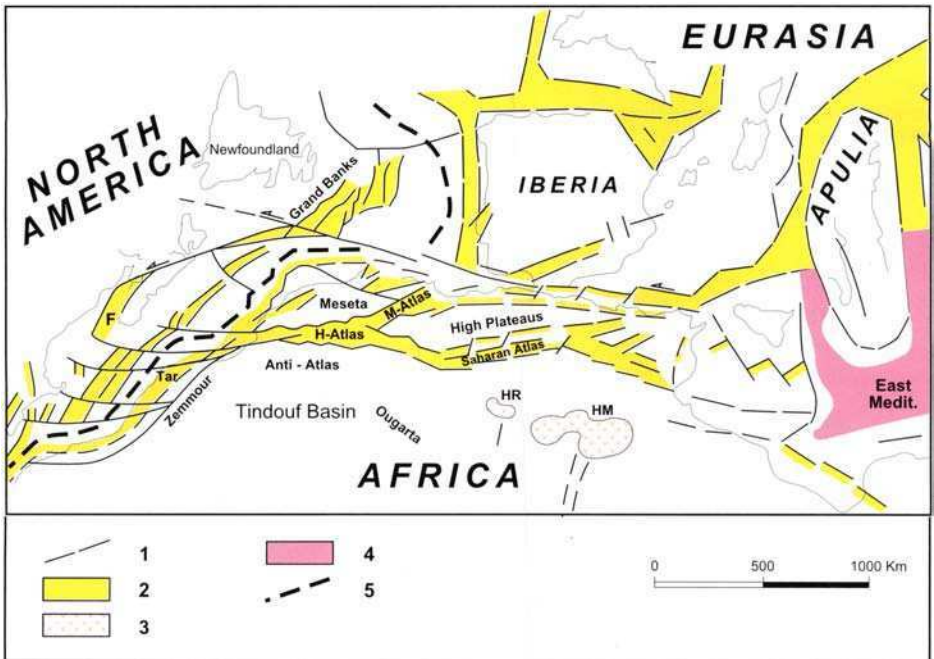 EURASIA
NORTH
AMERICA
Newfoundland
Grand Banks
IBERIA
APULIA
F
Meseta
M-Atlas
High Plateaus
H-Atlas
Saharan Atlas
Tar
Anti - Atlas
Zemmour
Tindouf Basin
Ougarta
HR
HM
East
Medit.
AFRICA
1
4
2
5
3
0
500
1000 Km